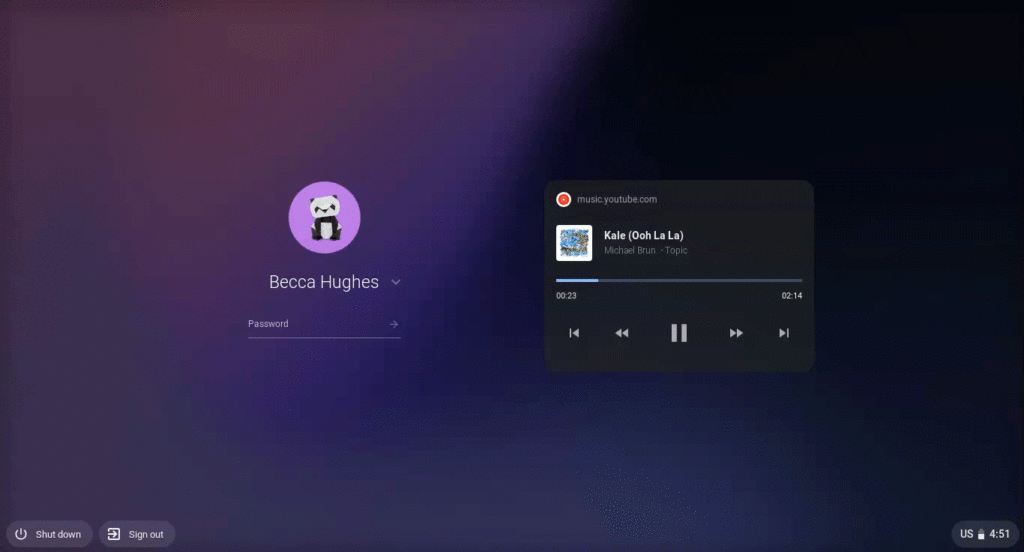 music.youtube.com
Kale (Ooh La La)
Michael Brun - Topic
00:23
02:14
Becca Hughes
Password
Shut down
Sign out
US 4:51